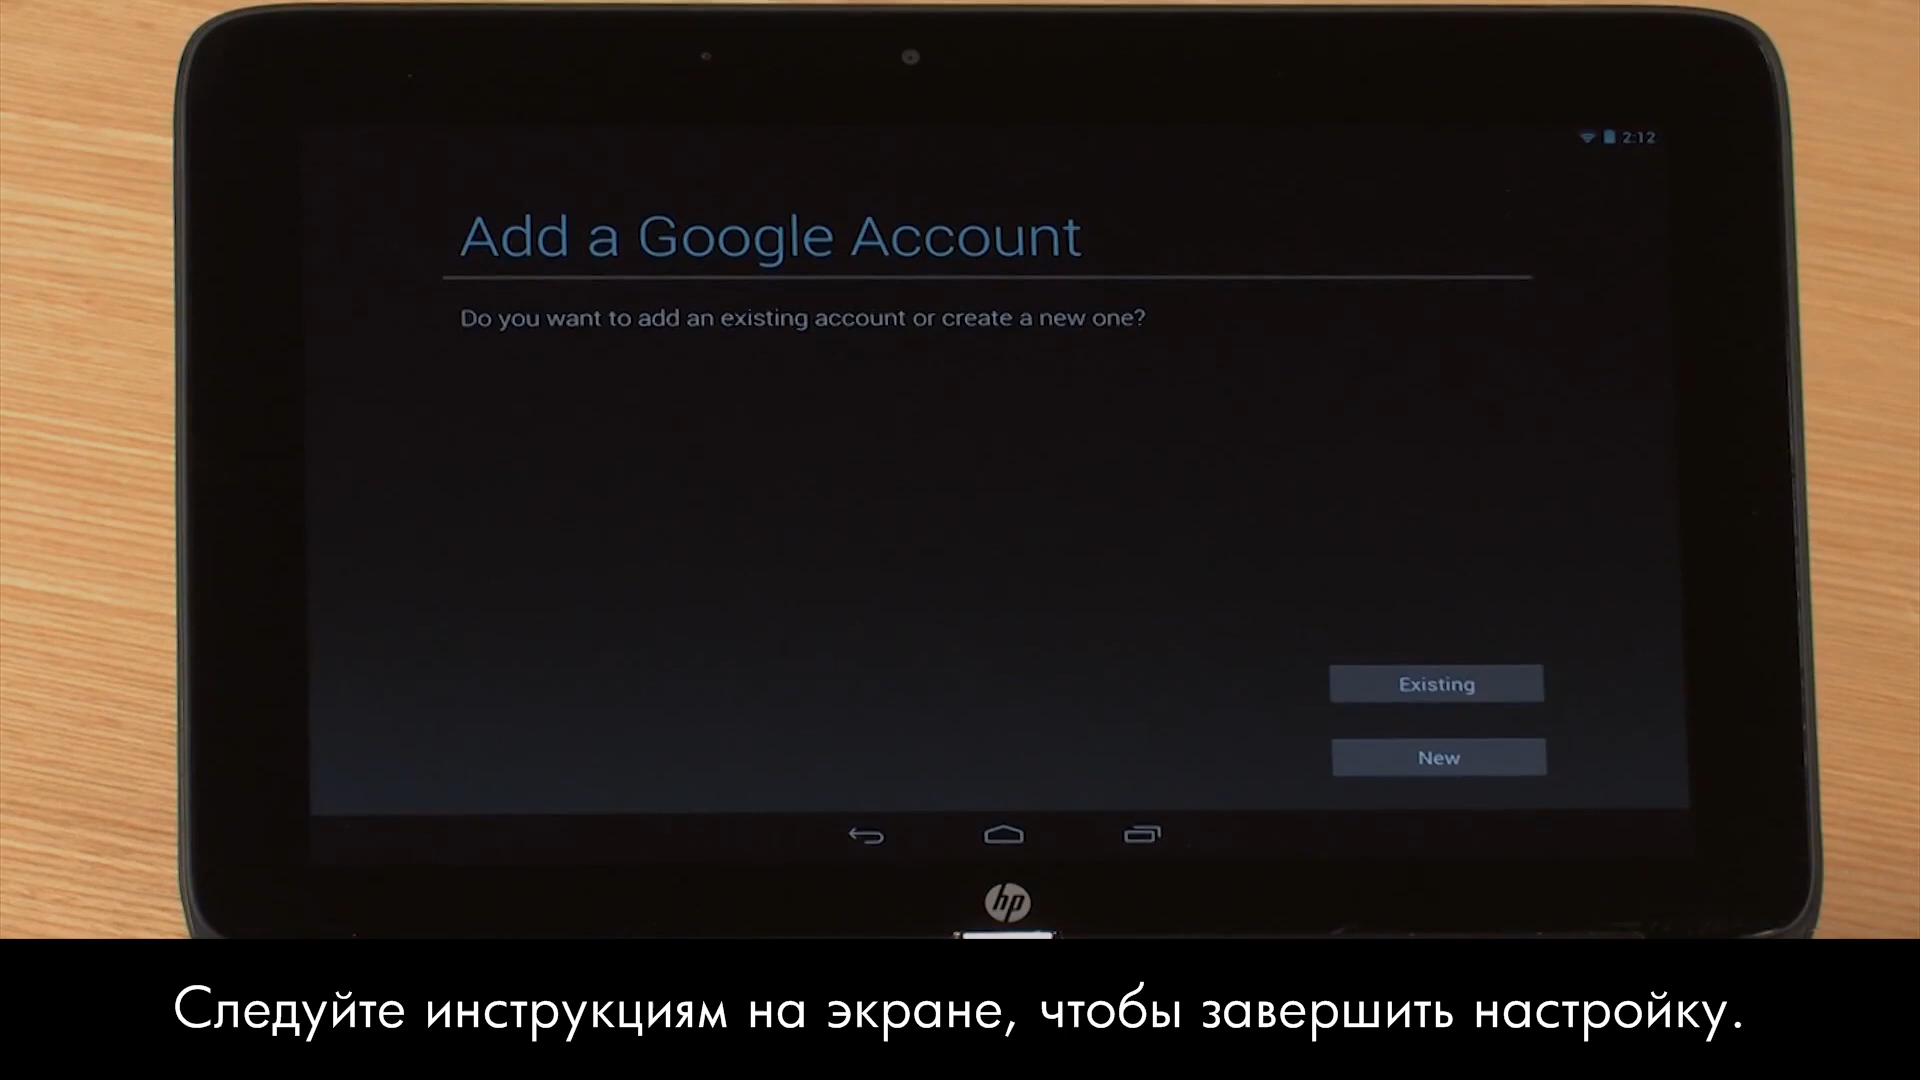 2:12
Add a Google Account
Do you want to add an existing account or create a new one?
Existing
New
hp
Следуйте инструкциям на экране, чтобы завершить настройку.